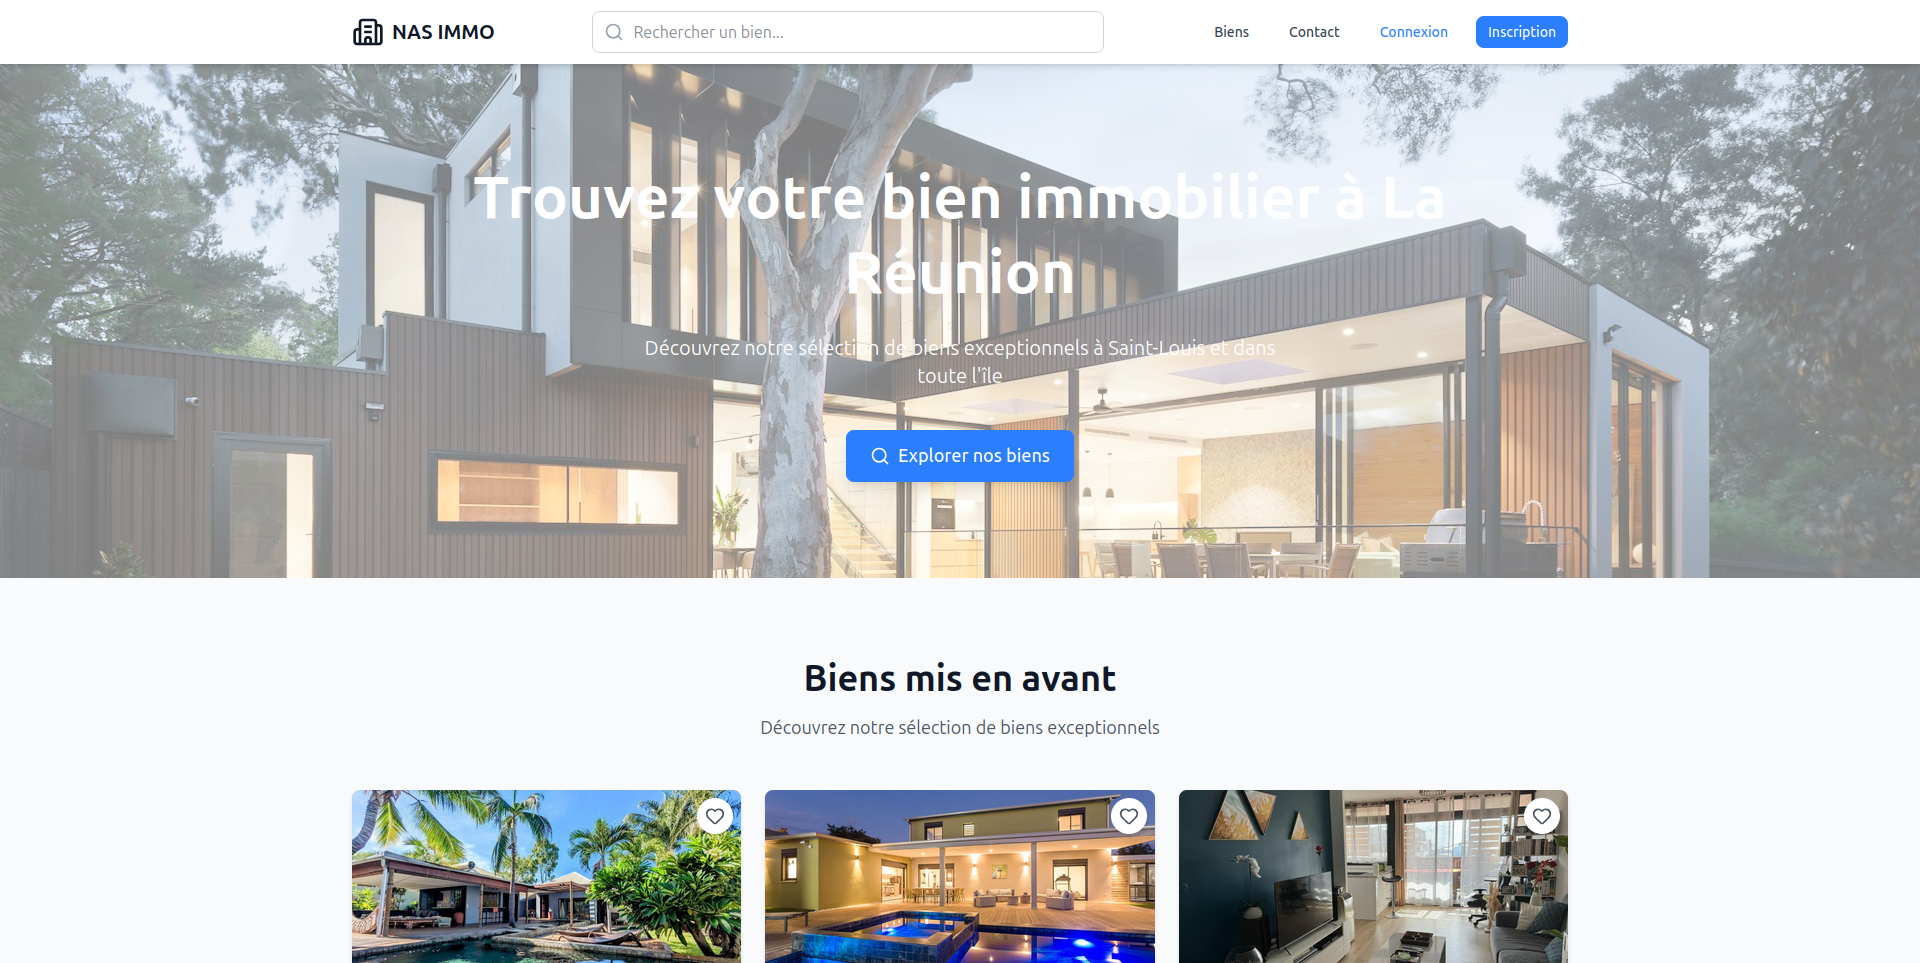 NAS IMMO
Rechercher un bien...
Biens
Contact
Connexion
Inscription
Trouvez votre bien immobilier à La
Réunion
Découvrez notre sélection de biens exceptionnels à Saint-Louis et dans
toute l'île
Explorer nos biens
Biens mis en avant
Découvrez notre sélection de biens exceptionnels